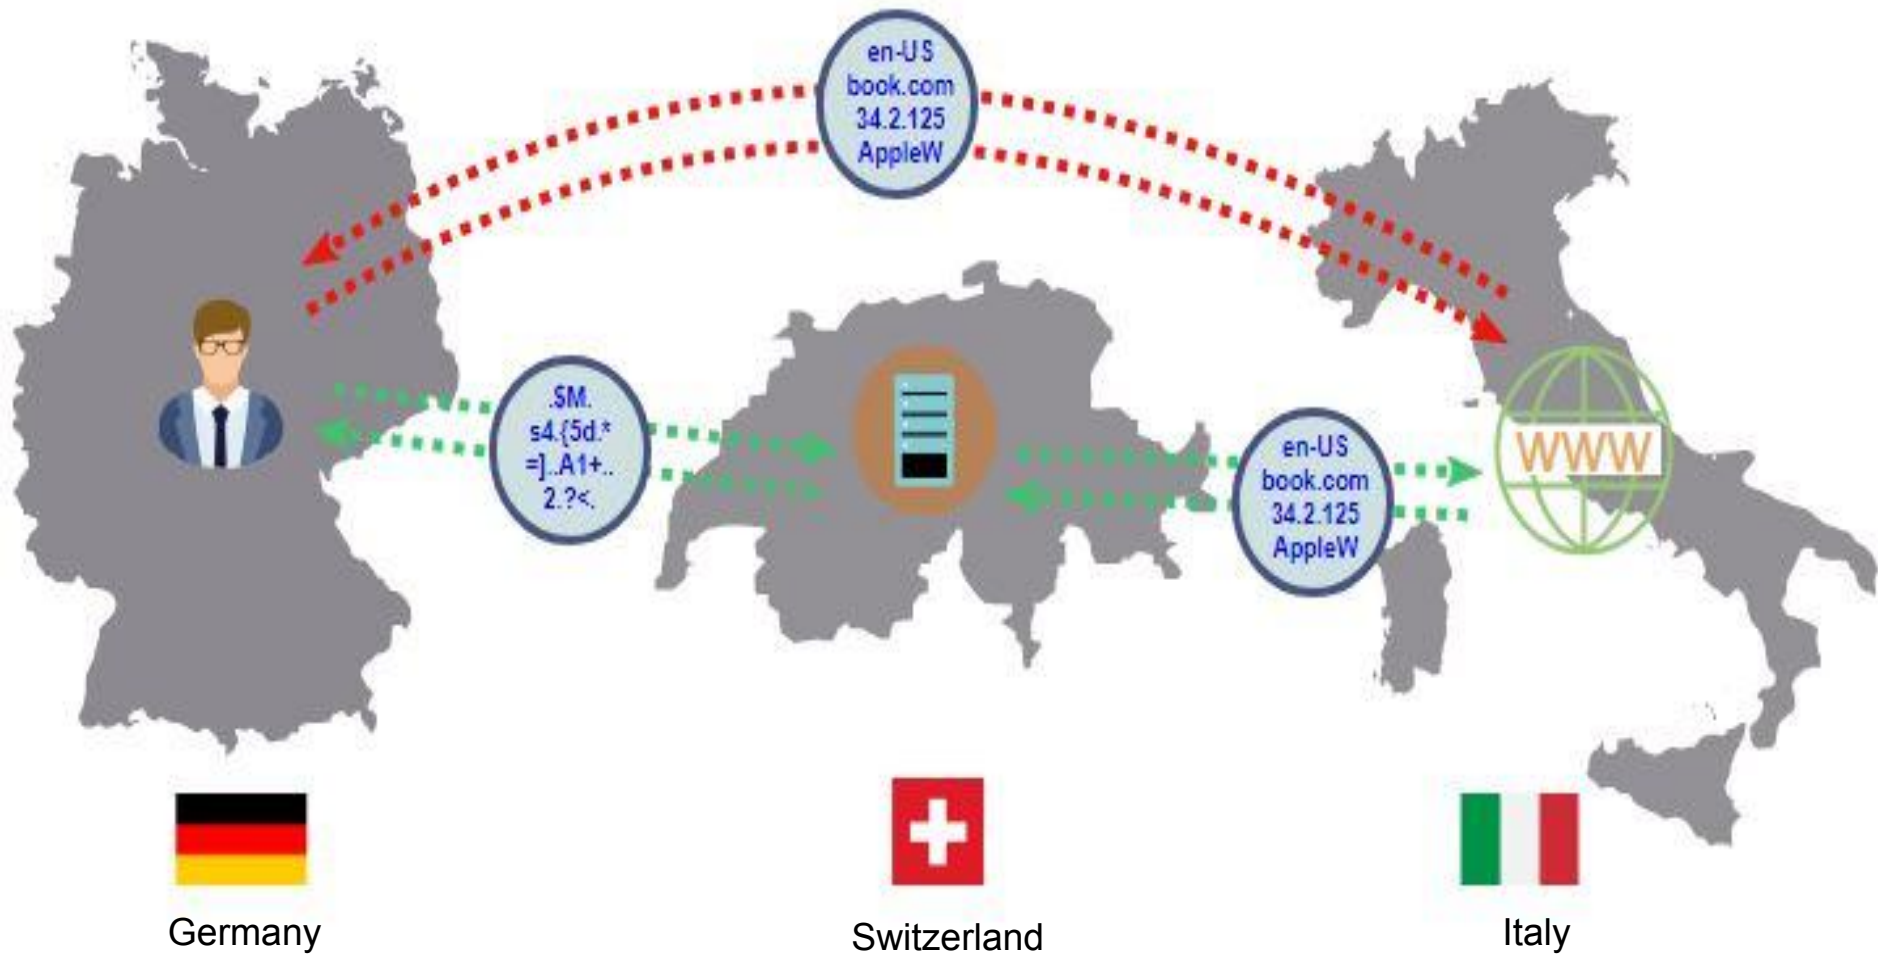 en-US
book.com
34.2.125
AppleW
.$M.
s4.{5d.*
=]..A1+..
2.?<.
en-US
book.com
34.2.125
AppleW
WWW
Germany
Switzerland
Italy